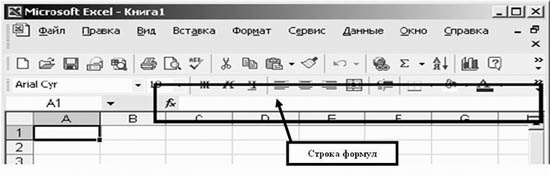 Microsoft Excel - Книга1
Файл Правка Вид Вставка Формат Сервис Данные Окно Справка
Arial Cyr 10 Ж К Ч
A1 fx
A B C D E F G
1
2
3
Строка формул